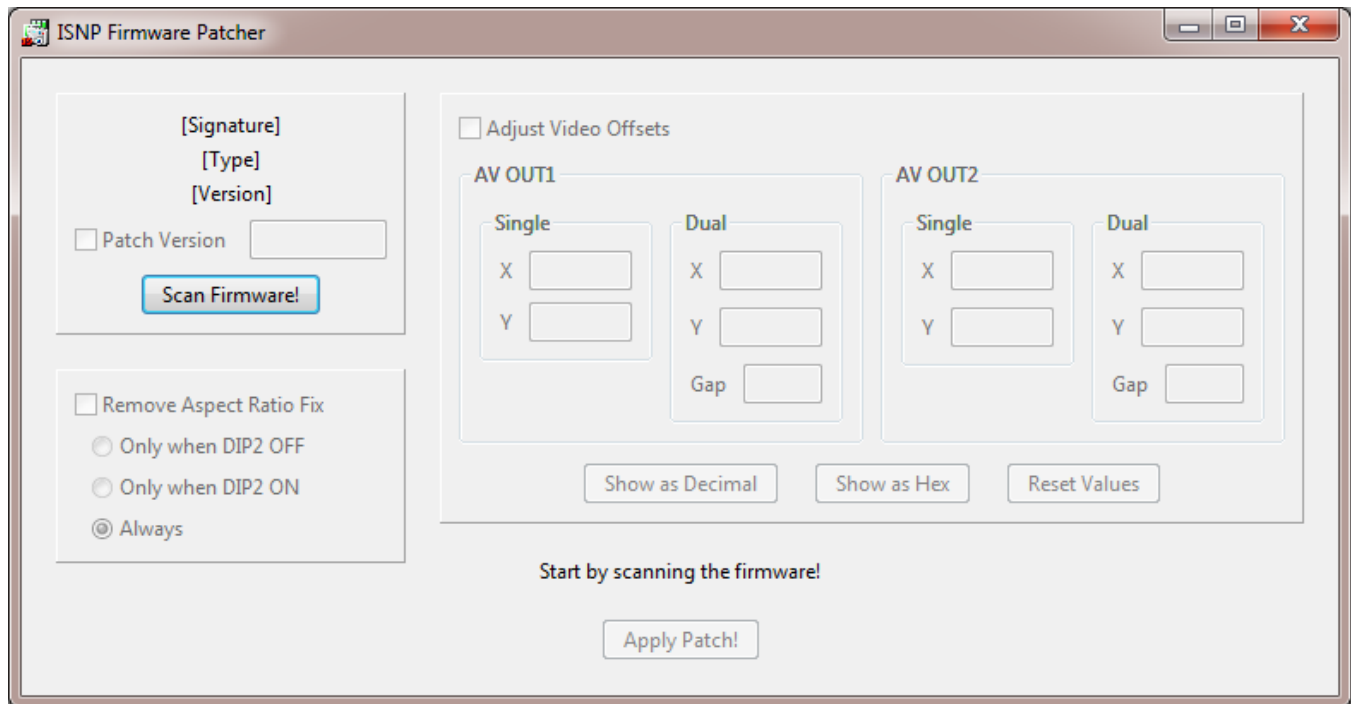 ISNP Firmware Patcher
[Signature]
[Type]
[Version]
Patch Version
Scan Firmware!
Remove Aspect Ratio Fix
Only when DIP2 OFF
Only when DIP2 ON
Always
Adjust Video Offsets
AV OUT1
Single
X
Y
Dual
X
Y
Gap
AV OUT2
Single
X
Y
Dual
X
Y
Gap
Show as Decimal
Show as Hex
Reset Values
Start by scanning the firmware!
Apply Patch!